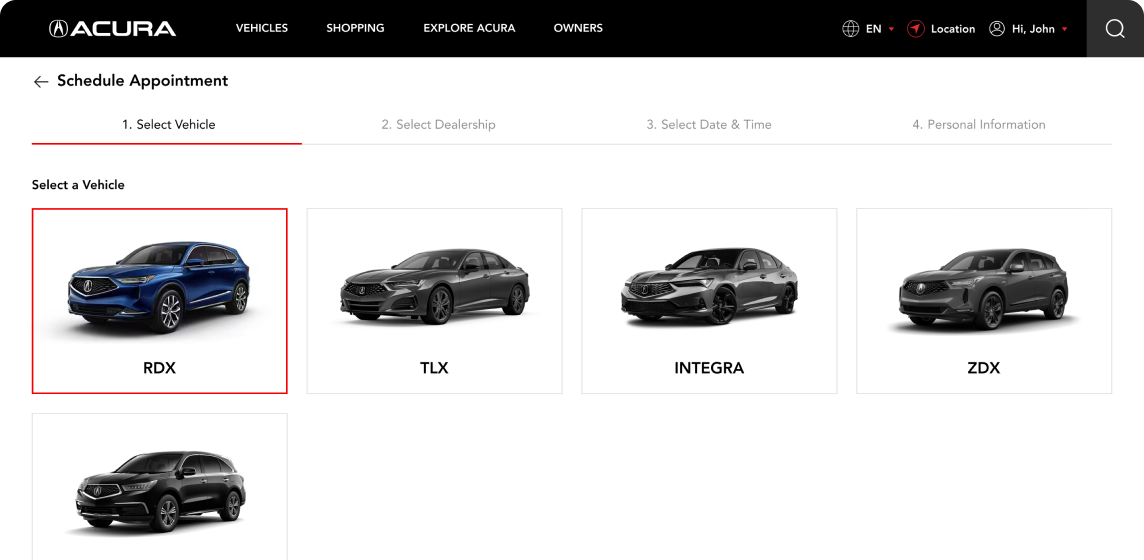 ACURA
VEHICLES
SHOPPING
EXPLORE ACURA
OWNERS
EN
Location
Hi, John
Schedule Appointment
1. Select Vehicle
2. Select Dealership
3. Select Date & Time
4. Personal Information
Select a Vehicle
RDX
TLX
INTEGRA
ZDX